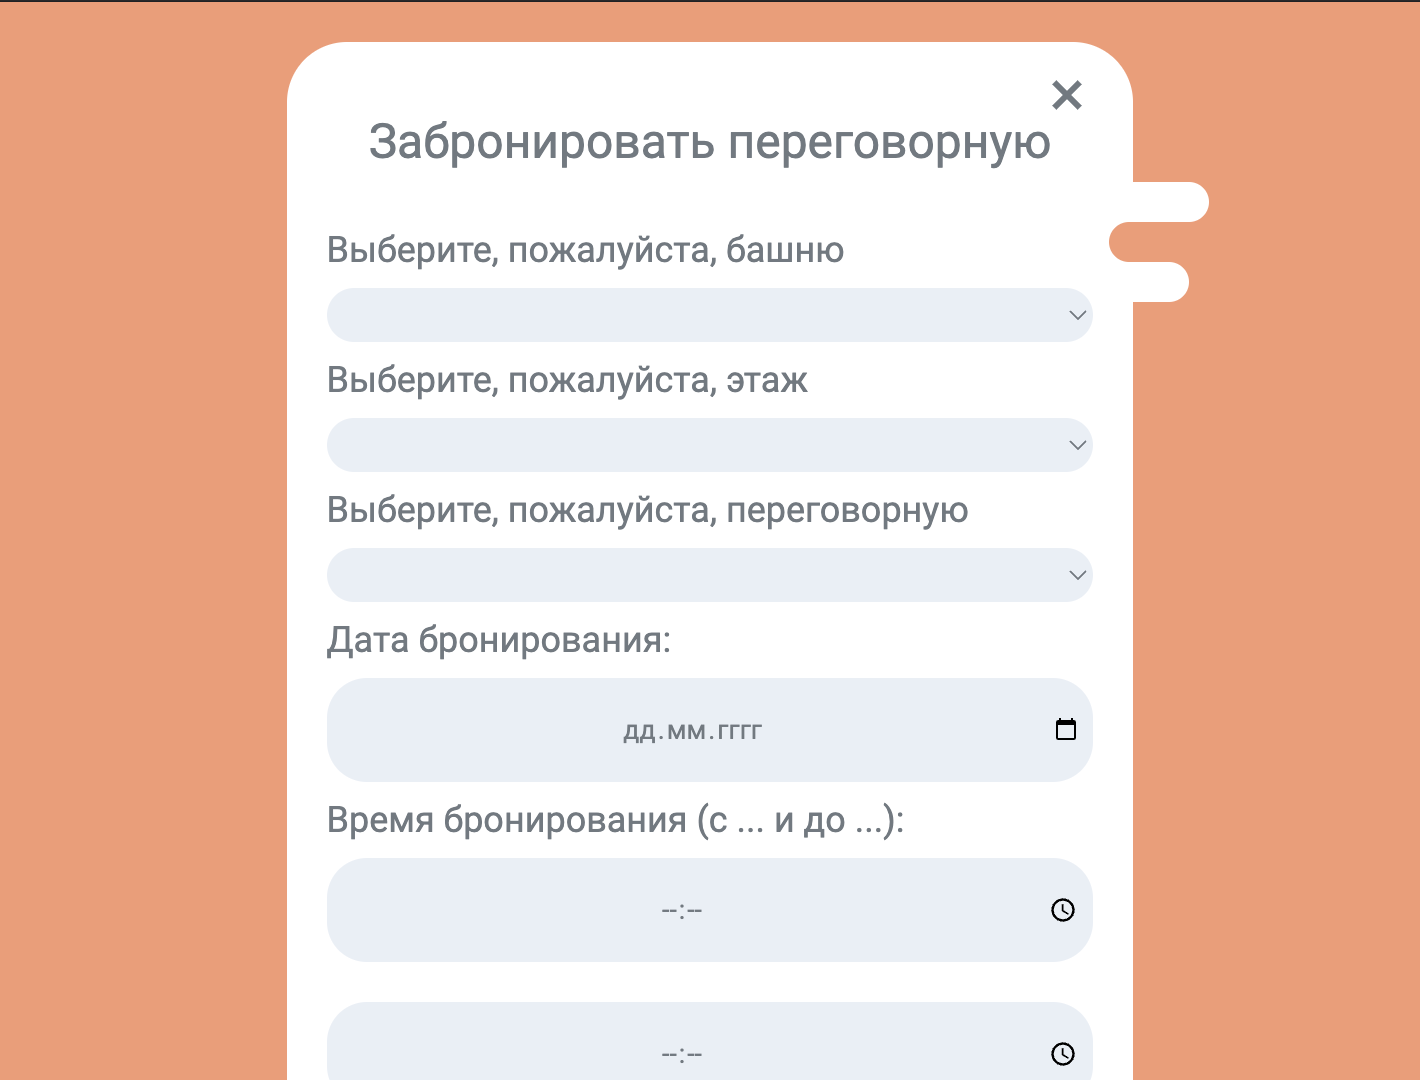 Забронировать переговорную
Выберите, пожалуйста, башню
Выберите, пожалуйста, этаж
Выберите, пожалуйста, переговорную
Дата бронирования:
дд.мм.гггг
Время бронирования (с ... и до ...):
--:--
--:--